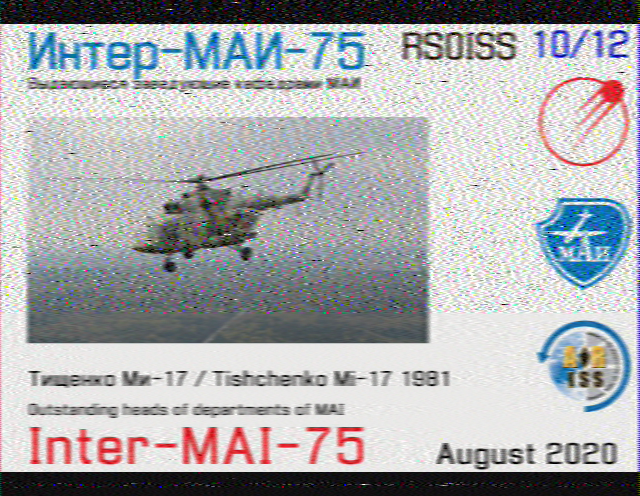 Интер-МАИ-75 RS0ISS 10/12
Выдающиеся заведующие кафедрами МАИ
МАИ
ISS
Тищенко Ми-17 / Tishchenko Mi-17 1981
Outstanding heads of departments of MAI
Inter-MAI-75
August 2020